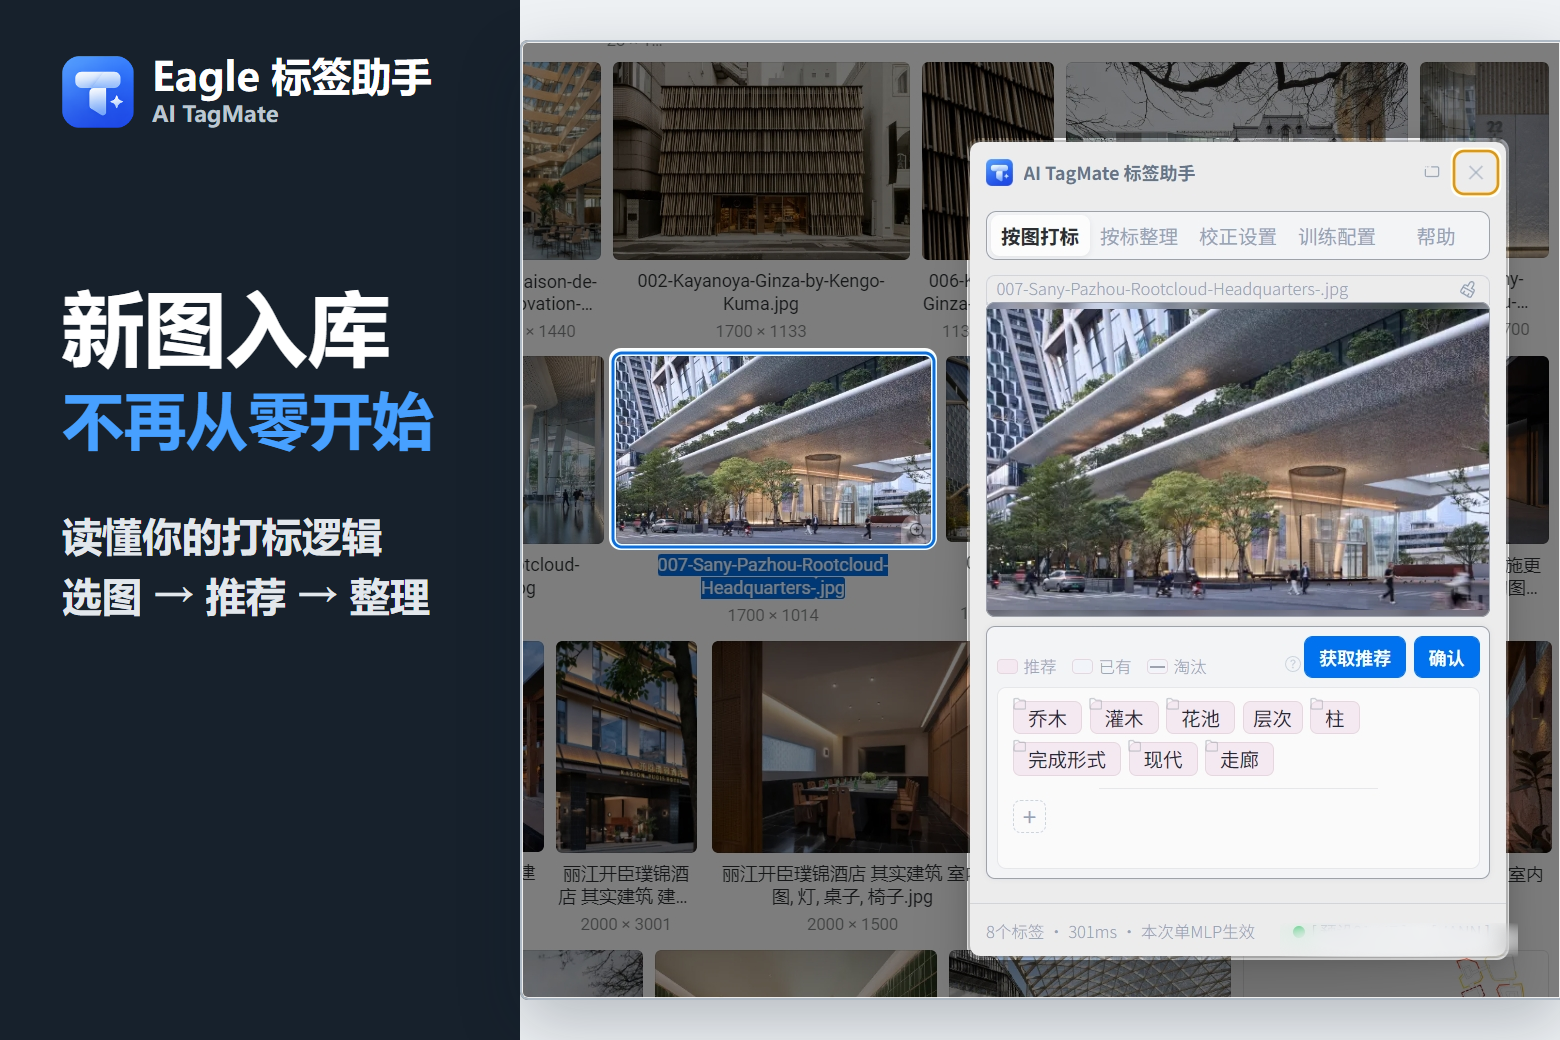 Eagle 标签助手
AI TagMate
新图入库
不再从零开始
读懂你的打标逻辑
选图 → 推荐 → 整理
aison-de-
ovation-...
× 1440
002-Kayanoya-Ginza-by-Kengo-
Kuma.jpg
1700 × 1133
006-K
Ginza-
113
22
ny-
700
tcloud-
pg
007-Sany-Pazhou-Rootcloud-
Headquarters-.jpg
1700 × 1014
施更
图...
建
丽江开臣璞锦酒
店 其实建筑 建...
2000 × 3001
丽江开臣璞锦酒店 其实建筑 室
图, 灯, 桌子, 椅子.jpg
2000 × 1500
室内
AI TagMate 标签助手
按图打标 按标整理 校正设置 训练配置 帮助
007-Sany-Pazhou-Rootcloud-Headquarters-.jpg
推荐 已有 淘汰 ? 获取推荐 确认
乔木 灌木 花池 层次 柱
完成形式 现代 走廊
+
8个标签 · 301ms · 本次单MLP生效